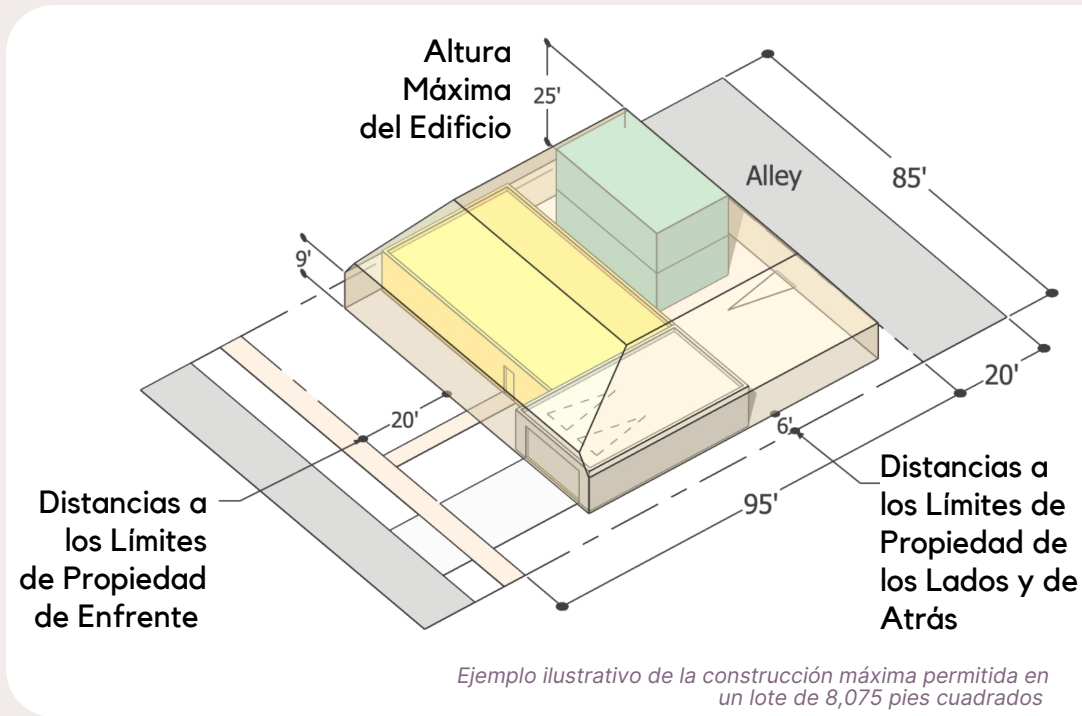 Altura
Máxima
del Edificio
25'
Alley
85'
9'
20'
20'
6'
95'
Distancias a
los Límites
de Propiedad
de Enfrente
Distancias a
los Límites de
Propiedad de
los Lados y de
Atrás
Ejemplo ilustrativo de la construcción máxima permitida en
un lote de 8,075 pies cuadrados